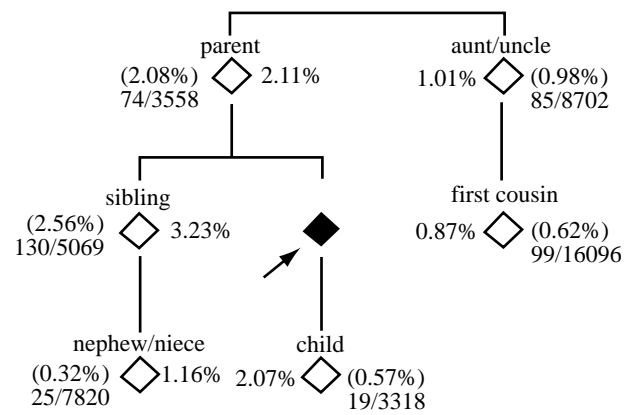 parent
aunt/uncle
(2.08%) 2.11%
74/3558
1.01% (0.98%)
85/8702
sibling
(2.56%) 3.23%
130/5069
first cousin
0.87% (0.62%)
99/16096
nephew/niece
(0.32%) 1.16%
25/7820
child
2.07% (0.57%)
19/3318